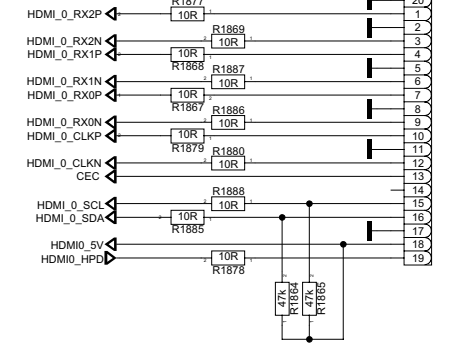 R1877 20
HDMI_0_RX2P 10R 1
2
R1869
HDMI_0_RX2N 10R 3
HDMI_0_RX1P 10R 4
R1868
5
R1887
HDMI_0_RX1N 10R 6
HDMI_0_RX0P 10R 7
R1867
8
R1886
HDMI_0_RX0N 10R 9
HDMI_0_CLKP 10R 10
R1879
11
R1880
HDMI_0_CLKN 10R 12
CEC 13
14
R1888
HDMI_0_SCL 10R 15
HDMI_0_SDA 10R 16
R1885
17
HDMI0_5V 18
HDMI0_HPD 10R 19
R1878
47k R1864 47k R1865